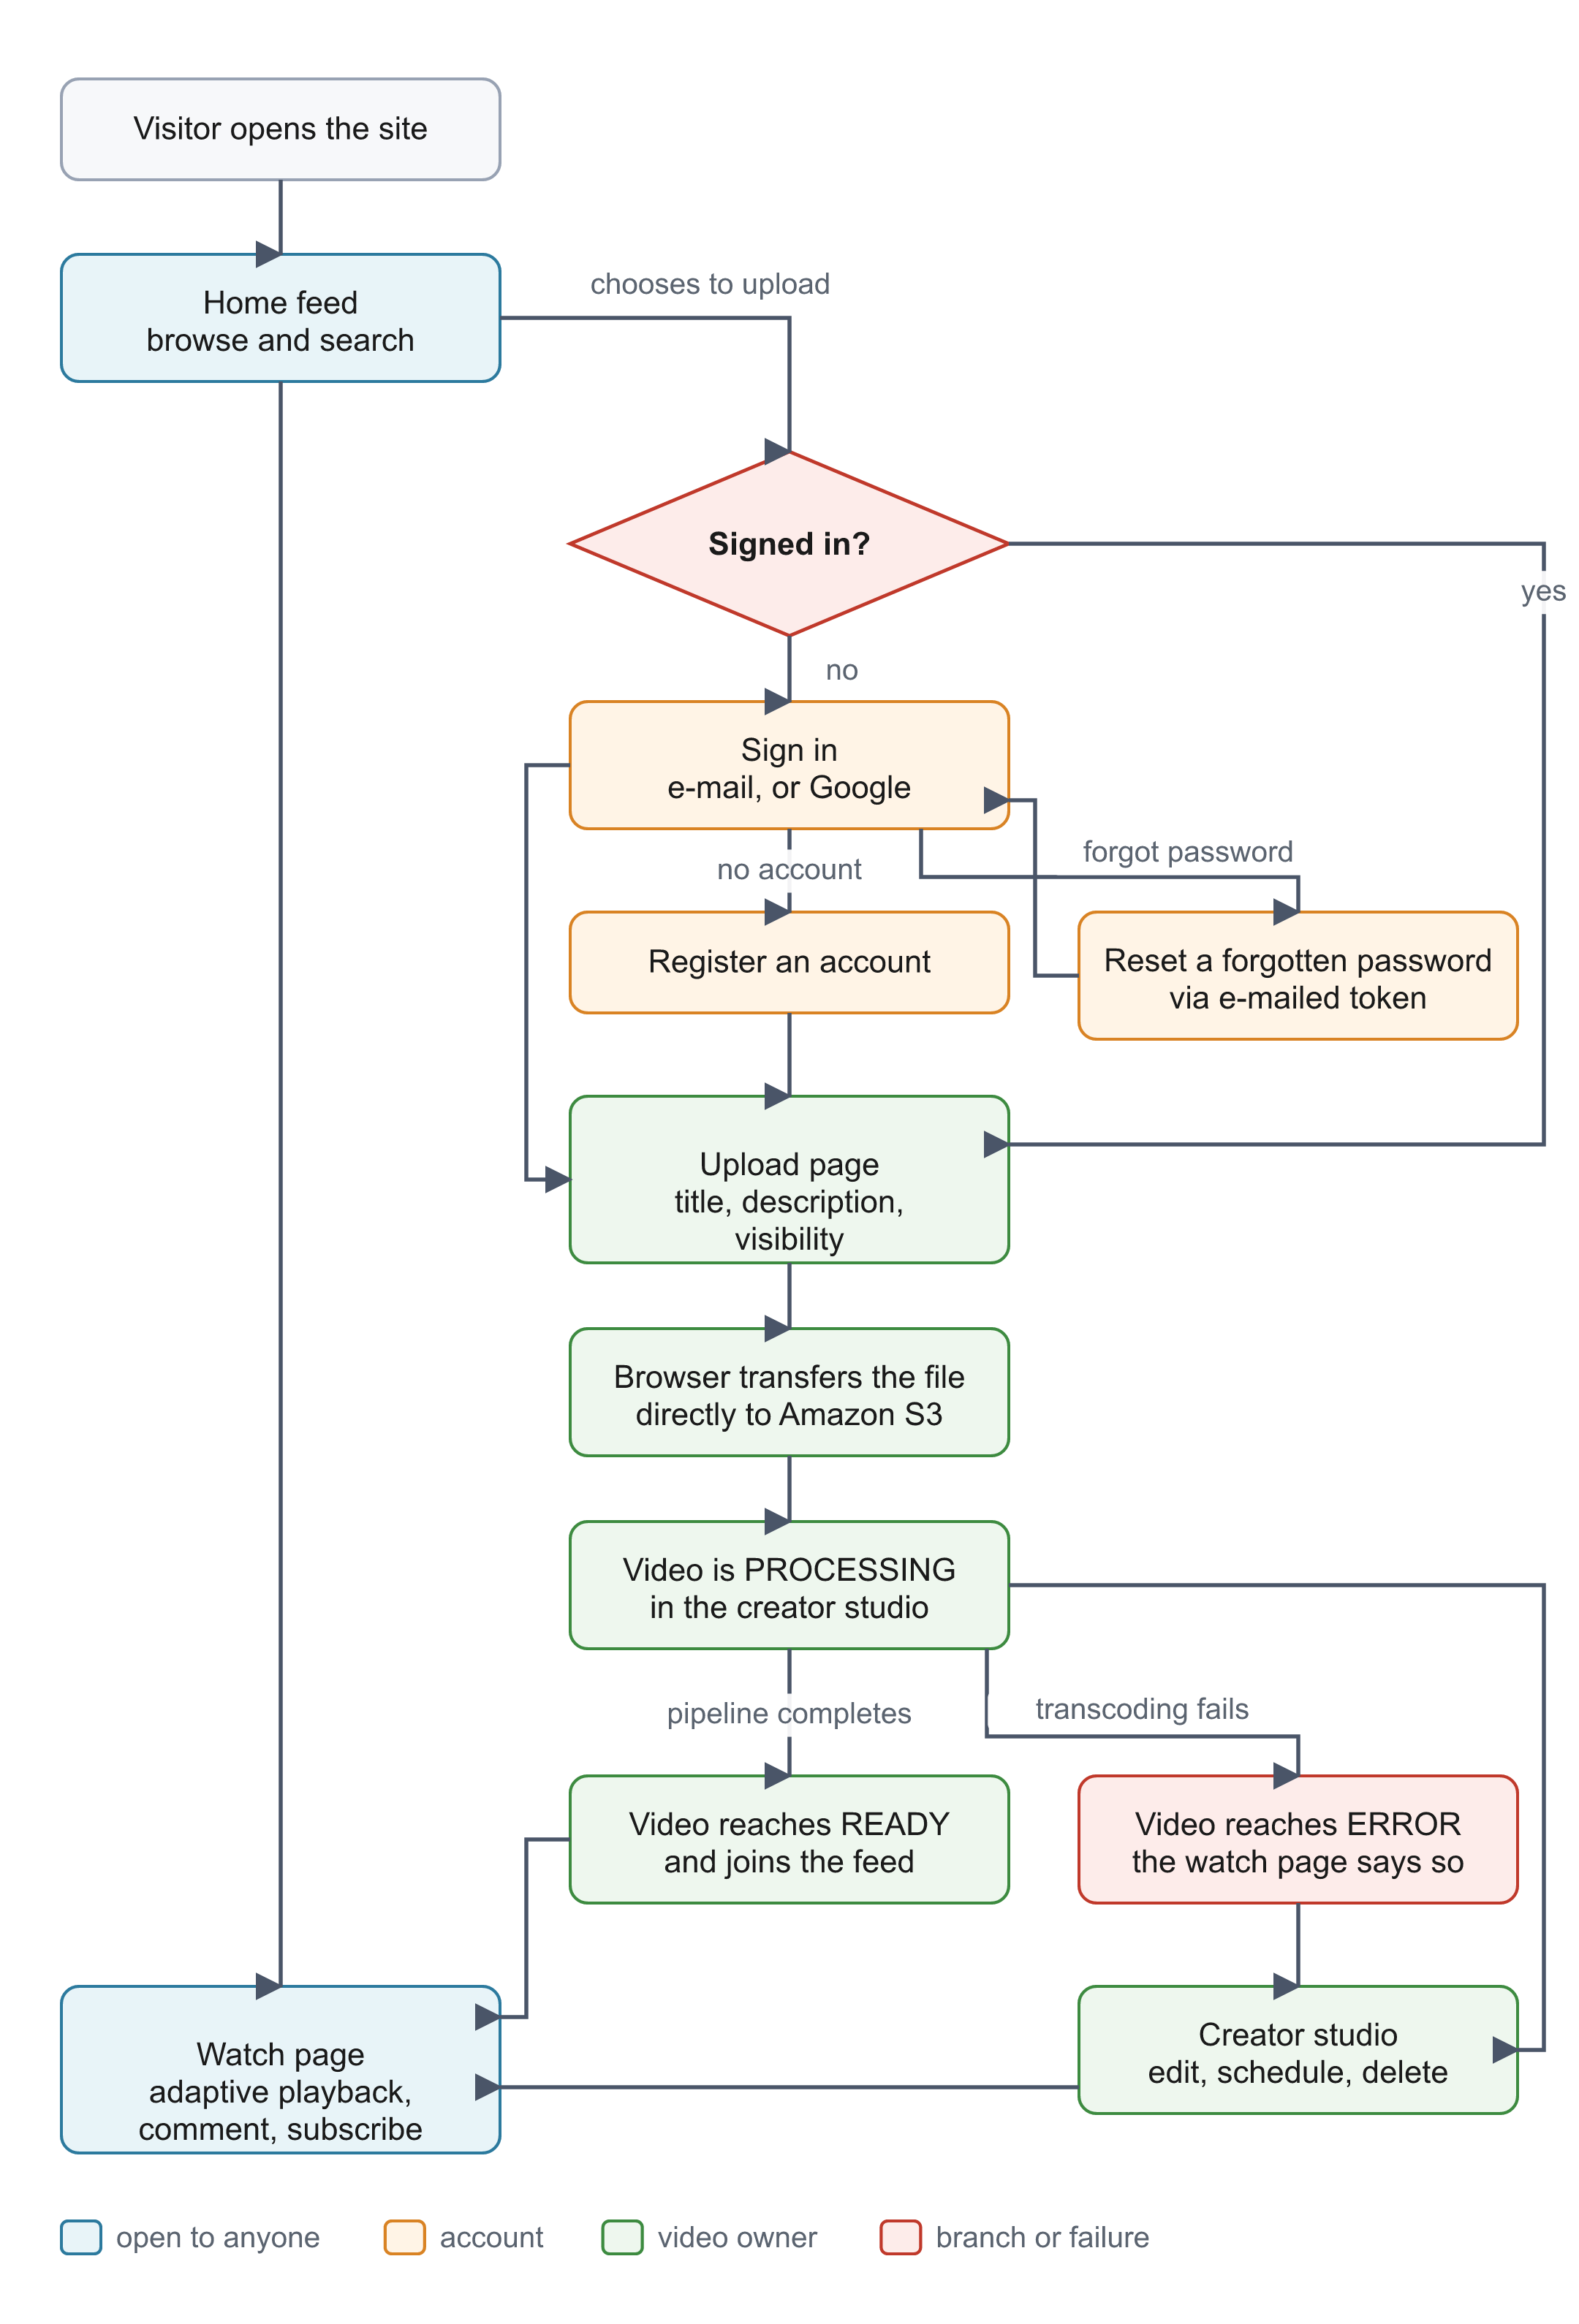 Visitor opens the site
Home feed
browse and search
chooses to upload
Signed in?
yes
no
Sign in
e-mail, or Google
no account
forgot password
Register an account
Reset a forgotten password
via e-mailed token
Upload page
title, description,
visibility
Browser transfers the file
directly to Amazon S3
Video is PROCESSING
in the creator studio
pipeline completes
transcoding fails
Video reaches READY
and joins the feed
Video reaches ERROR
the watch page says so
Watch page
adaptive playback,
comment, subscribe
Creator studio
edit, schedule, delete
open to anyone
account
video owner
branch or failure